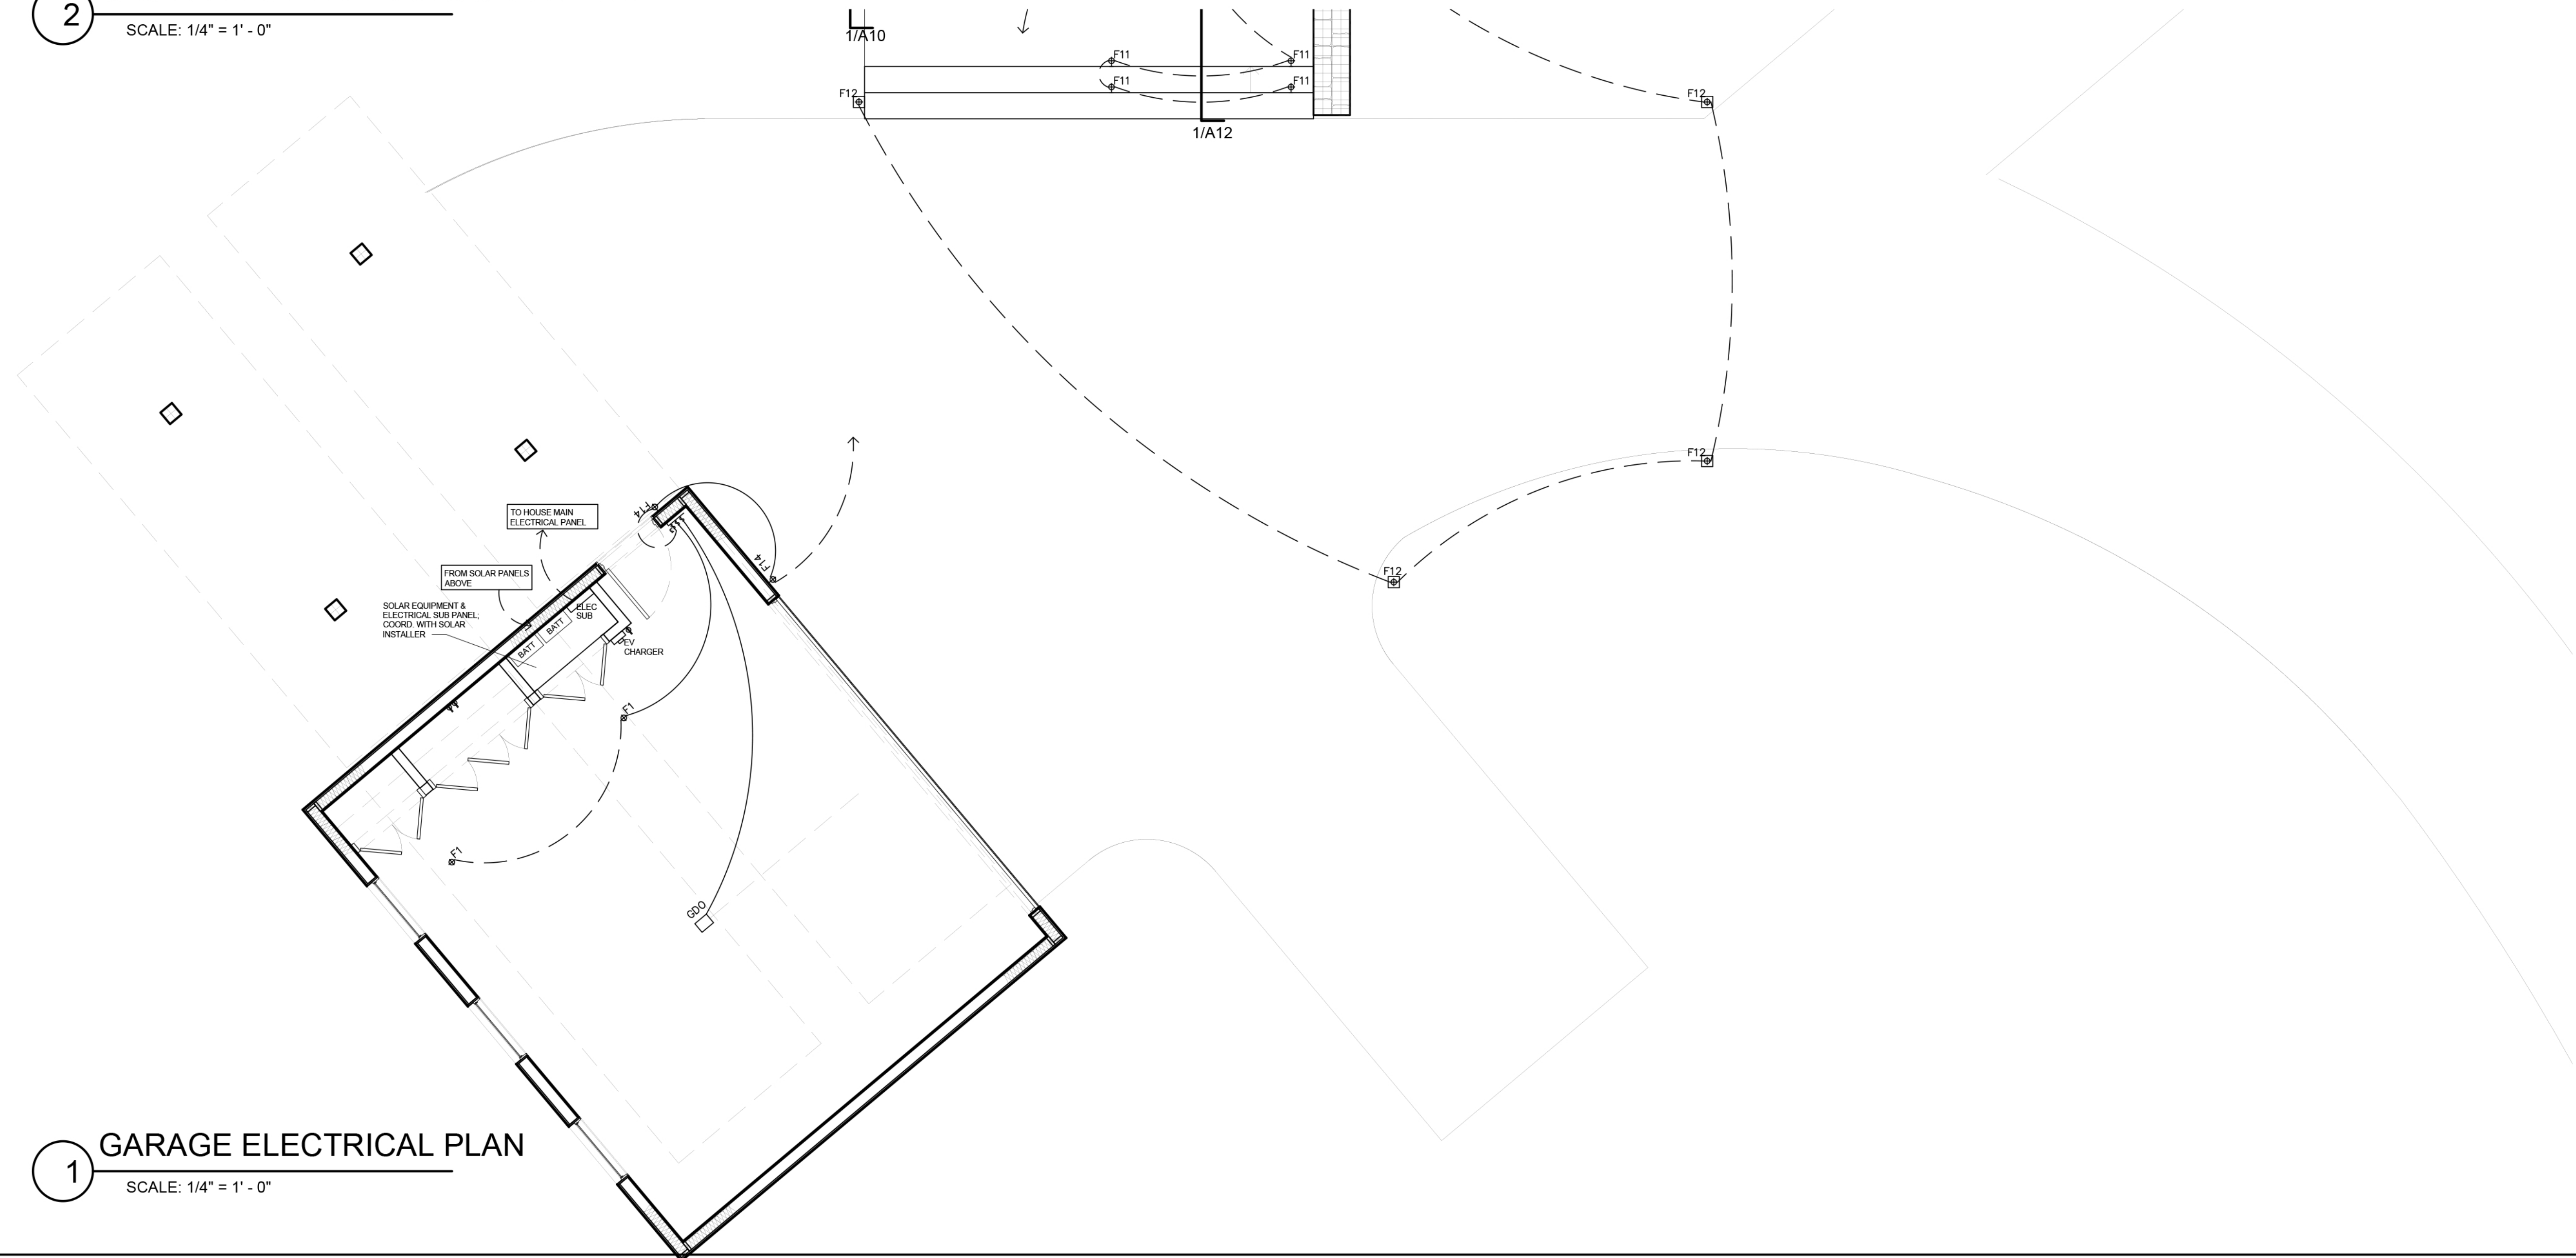 2
SCALE: 1/4" = 1' - 0"
1/A10
F11
F11
F11
F11
F12
F12
1/A12
F14
TO HOUSE MAIN
ELECTRICAL PANEL
F14
FROM SOLAR PANELS
ABOVE
F12
F12
SOLAR EQUIPMENT &
ELECTRICAL SUB PANEL;
COORD. WITH SOLAR
INSTALLER
ELEC
SUB
BATT
BATT
EV
CHARGER
F1
F1
GDO
1
GARAGE ELECTRICAL PLAN
SCALE: 1/4" = 1' - 0"